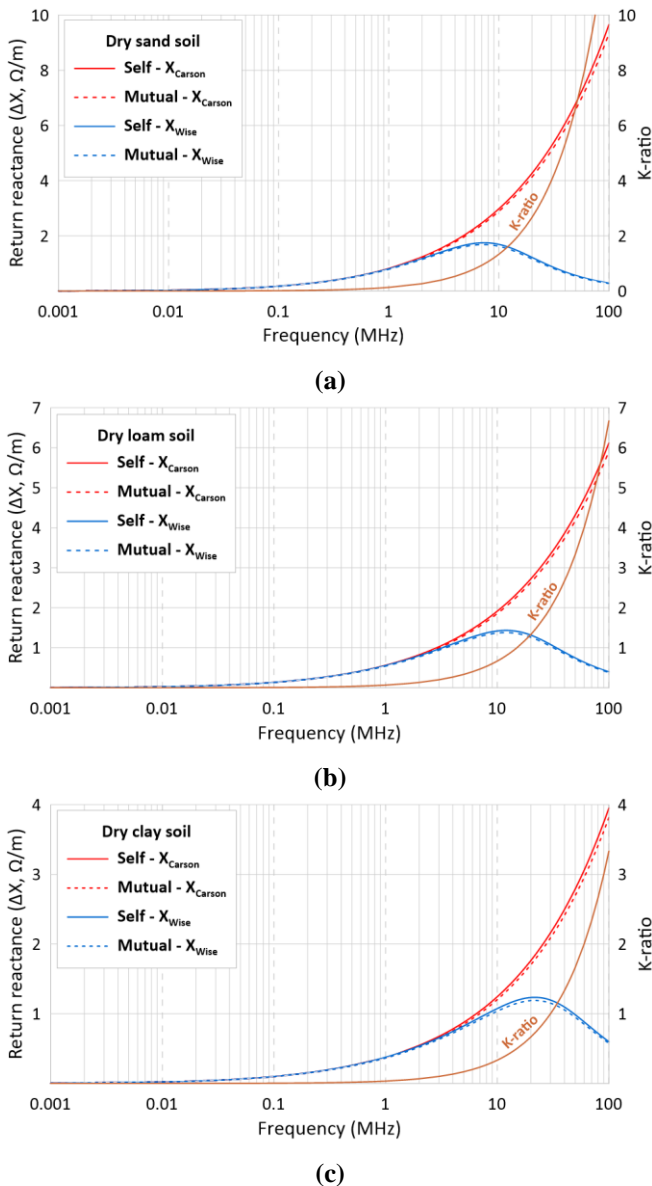 Dry sand soil
Self - XCarson
Mutual - XCarson
Self - XWise
Mutual - XWise
Return reactance (ΔX, Ω/m)
10
8
6
4
2
0
K-ratio
K-ratio
10
8
6
4
2
0
0.001 0.01 0.1 1 10 100
Frequency (MHz)
(a)
Dry loam soil
Self - XCarson
Mutual - XCarson
Self - XWise
Mutual - XWise
Return reactance (ΔX, Ω/m)
7
6
5
4
3
2
1
K-ratio
K-ratio
7
6
5
4
3
2
1
0.001 0.01 0.1 1 10 100
Frequency (MHz)
(b)
Dry clay soil
Self - XCarson
Mutual - XCarson
Self - XWise
Mutual - XWise
Return reactance (ΔX, Ω/m)
4
3
2
1
K-ratio
K-ratio
4
3
2
1
0.001 0.01 0.1 1 10 100
Frequency (MHz)
(c)